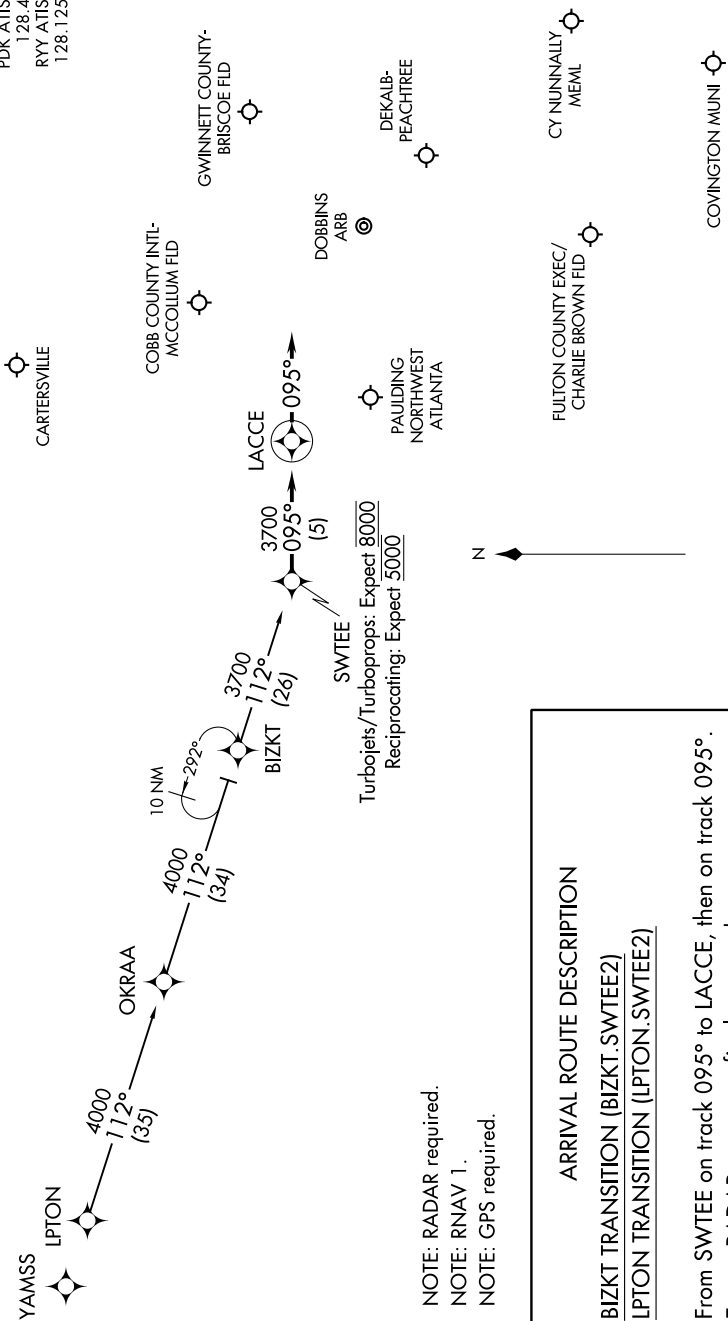 PDK ATIS
128.4
RYY ATIS
128.125
CARTERSVILLE
COBB COUNTY INTL-
MCCOLLUM FLD
GWINNETT COUNTY-
BRISCOE FLD
DOBBINS
ARB
DEKALB-
PEACHTREE
CY NUNNALLY
MEML
COVINGTON MUNI
FULTON COUNTY EXEC/
CHARLIE BROWN FLD
PAULDING
NORTHWEST
ATLANTA
YAMSS
LPTON
4000
112°
(35)
OKRAA
4000
112°
(34)
10 NM
292°
BIZKT
3700
112°
(26)
SWTEE
Turbojets/Turboprops: Expect 8000
Reciprocating: Expect 5000
3700
095°
(5)
LACCE
095°
N
NOTE: RADAR required.
NOTE: RNAV 1.
NOTE: GPS required.
ARRIVAL ROUTE DESCRIPTION
BIZKT TRANSITION (BIZKT.SWTEE2)
LPTON TRANSITION (LPTON.SWTEE2)
From SWTEE on track 095° to LACCE, then on track 095°.